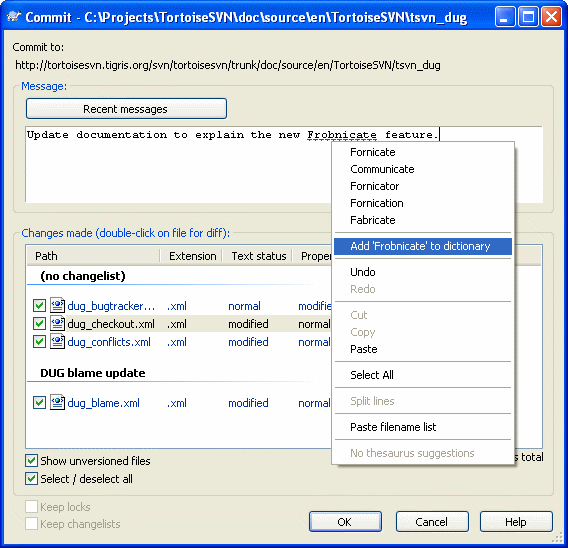 Commit - C:\Projects\TortoiseSVN\doc\source\en\TortoiseSVN\tsvn_dug
Commit to:
http://tortoisesvn.tigris.org/svn/tortoisesvn/trunk/doc/source/en/TortoiseSVN/tsvn_dug
Message:
Recent messages
Update documentation to explain the new Frobnicate feature.
Fornicate
Communicate
Fornicator
Fornication
Fabricate
Add 'Frobnicate' to dictionary
Undo
Redo
Cut
Copy
Paste
Select All
Split lines
Paste filename list
No thesaurus suggestions
Changes made (double-click on file for diff):
Path Extension Text status Proper
(no changelist)
dug_bugtracker... .xml normal modifie
dug_checkout.xml .xml modified normal
dug_conflicts.xml .xml modified normal
DUG blame update
dug_blame.xml .xml modified normal
Show unversioned files s total
Select / deselect all
Keep locks
Keep changelists
OK Cancel Help